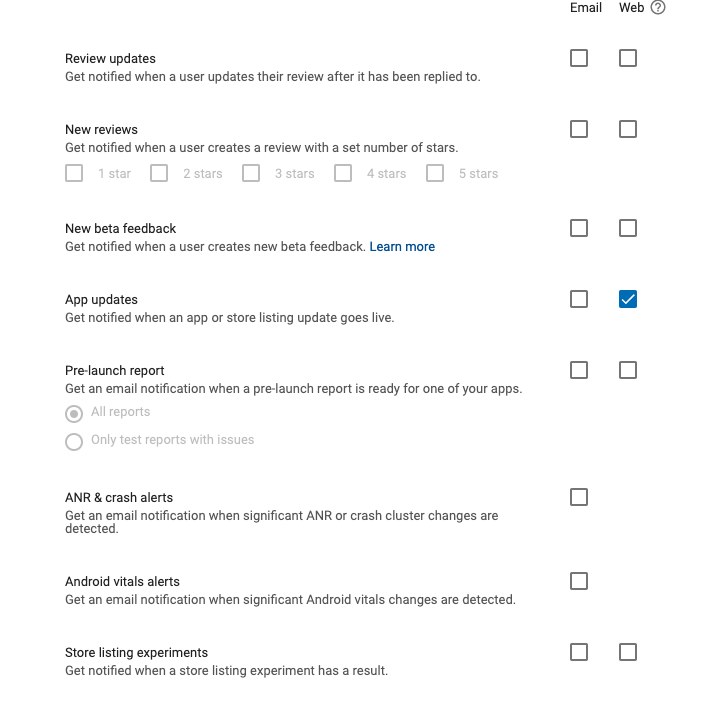 Email Web ?
Review updates
Get notified when a user updates their review after it has been replied to.
New reviews
Get notified when a user creates a review with a set number of stars.
1 star 2 stars 3 stars 4 stars 5 stars
New beta feedback
Get notified when a user creates new beta feedback. Learn more
App updates
Get notified when an app or store listing update goes live.
Pre-launch report
Get an email notification when a pre-launch report is ready for one of your apps.
All reports
Only test reports with issues
ANR & crash alerts
Get an email notification when significant ANR or crash cluster changes are
detected.
Android vitals alerts
Get an email notification when significant Android vitals changes are detected.
Store listing experiments
Get notified when a store listing experiment has a result.